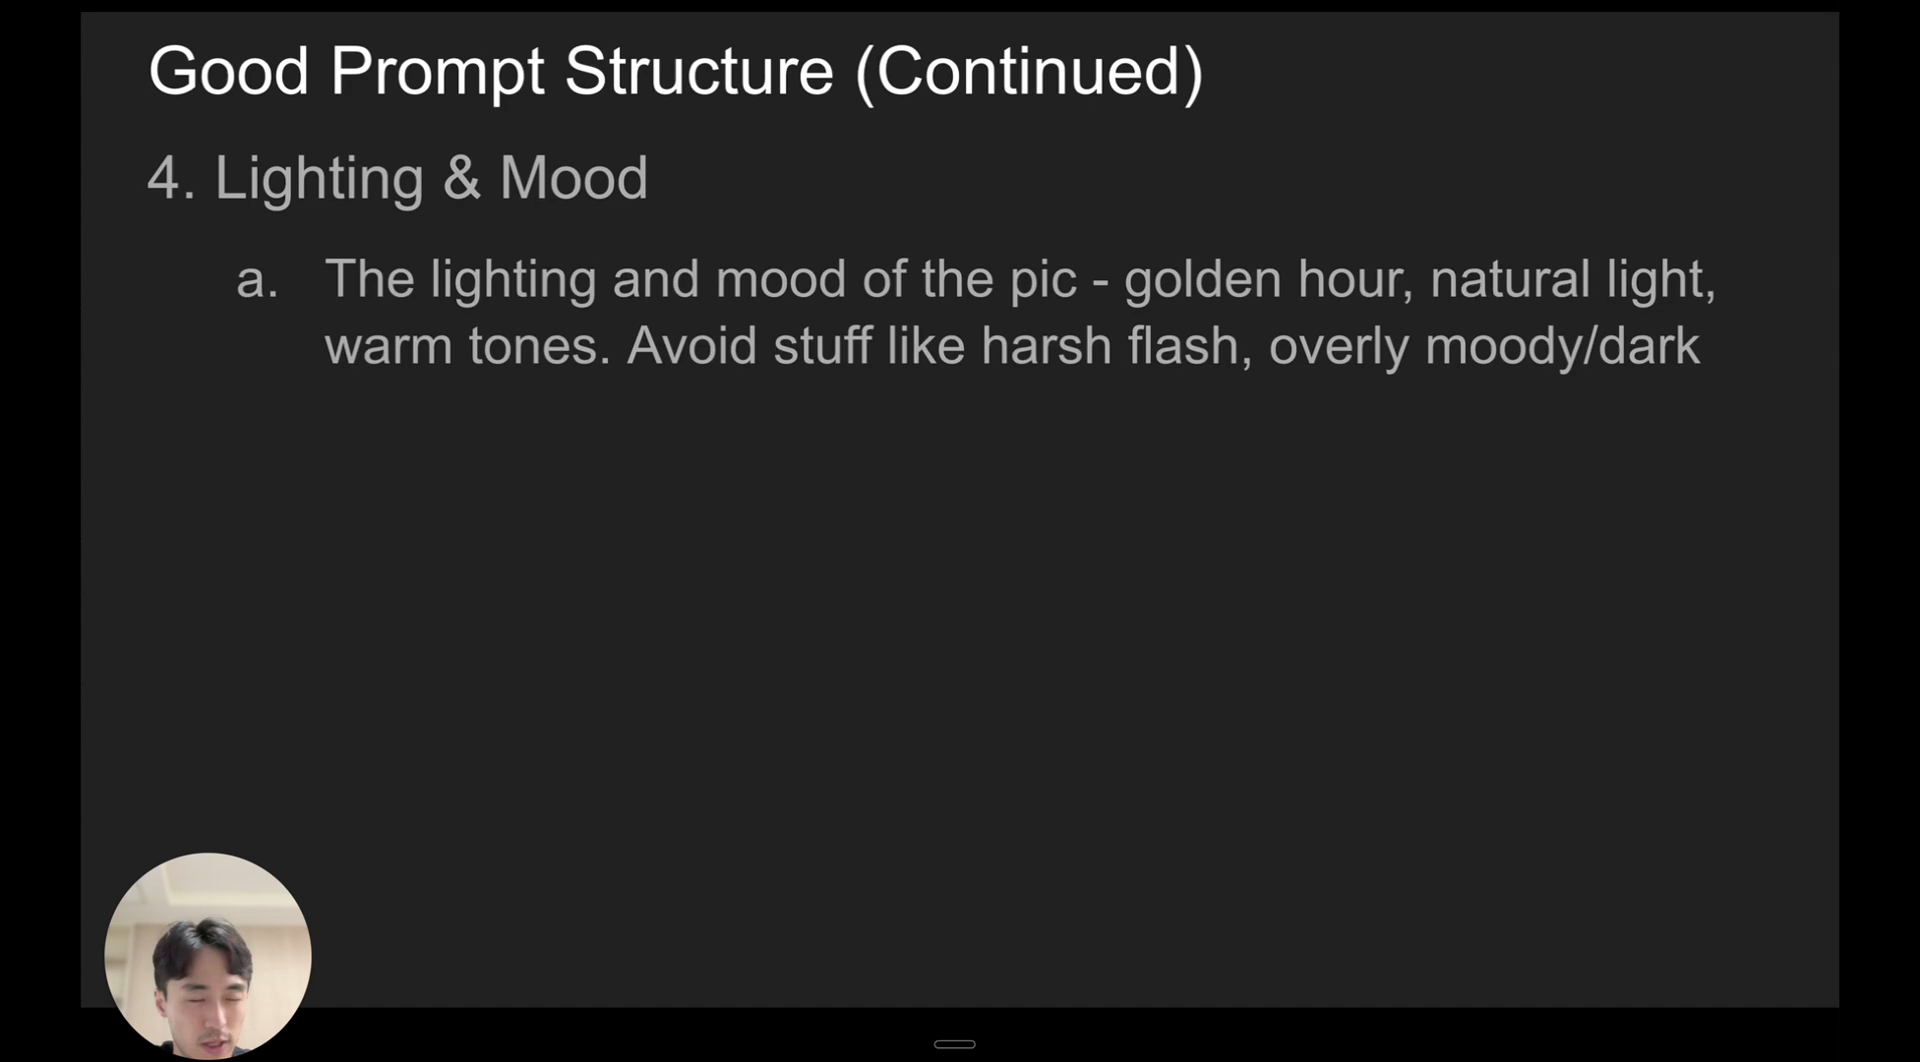 Good Prompt Structure (Continued)
4. Lighting & Mood
a. The lighting and mood of the pic - golden hour, natural light,
warm tones. Avoid stuff like harsh flash, overly moody/dark